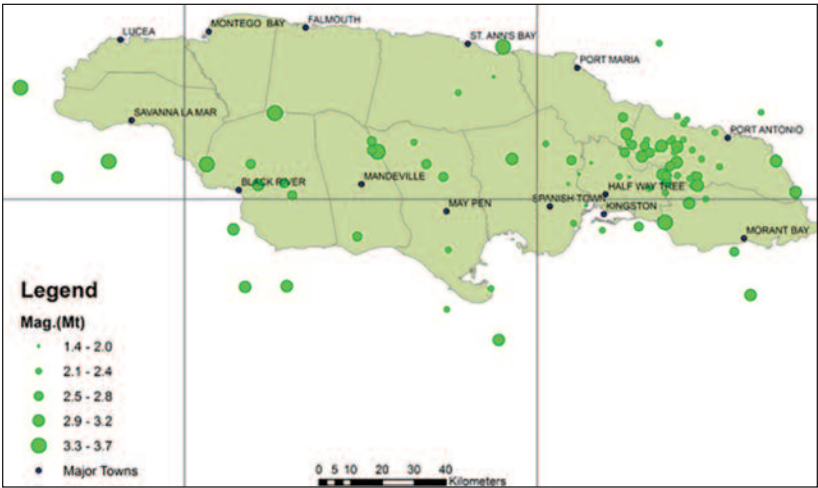 MONTEGO BAY
FALMOUTH
LUCEA
ST. ANN'S BAY
PORT MARIA
SAVANNA LA MAR
PORT ANTONIO
MANDEVILLE
BLACK RIVER
HALF WAY TREE
SPANISH TOWN
MAY PEN
KINGSTON
MORANT BAY
Legend
Mag.(Mt)
1.4 - 2.0
2.1 - 2.4
2.5 - 2.8
2.9 - 3.2
3.3 - 3.7
Major Towns
0 5 10 20 30 40
Kilometers